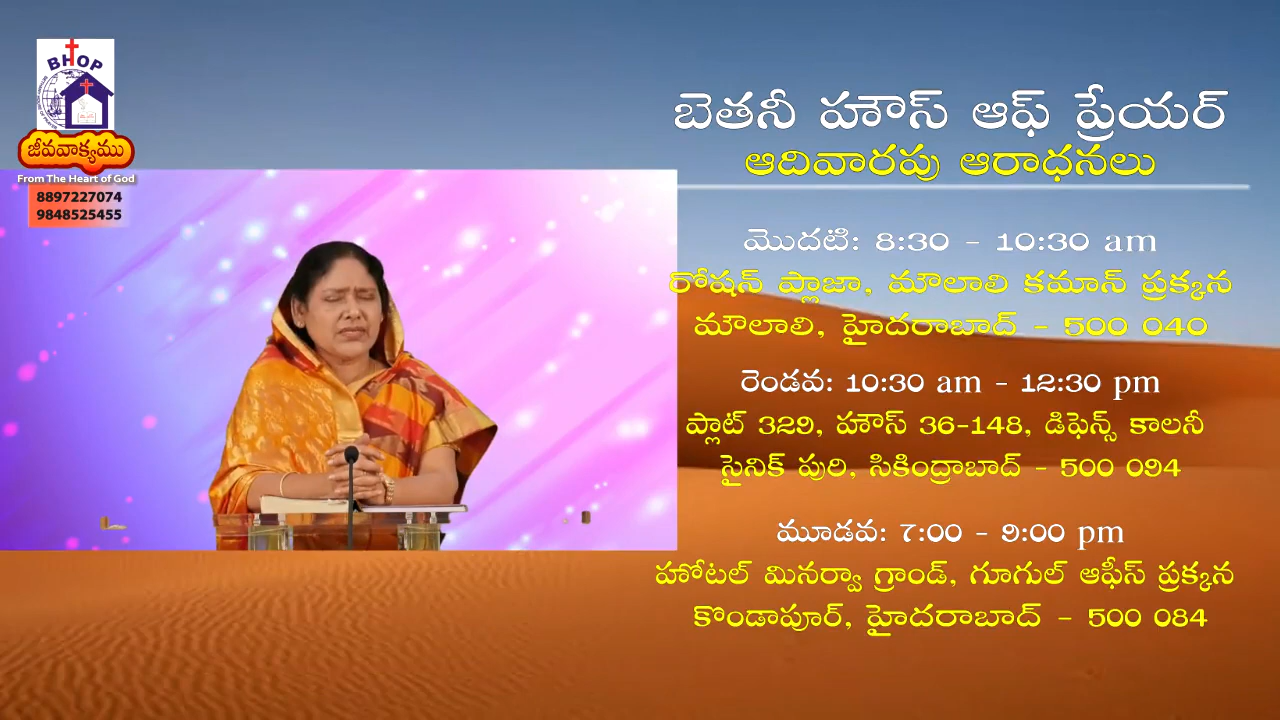 BHOP
జీవవాక్యము
From The Heart of God
8897227074
9848525455
బెతనీ హౌస్ ఆఫ్ ప్రేయర్
ఆదివారపు ఆరాధనలు
మొదటి: 8:30 - 10:30 am
రోషన్ ప్లాజా, మౌలాలి కమాన్ ప్రక్కన
మౌలాలి, హైదరాబాద్ - 500 040
రెండవ: 10:30 am - 12:30 pm
ప్లాట్ 329, హౌస్ 36-148, డిఫెన్స్ కాలనీ
సైనిక్ పురి, సికింద్రాబాద్ - 500 094
మూడవ: 7:00 - 9:00 pm
హోటల్ మినర్వా గ్రాండ్, గూగుల్ ఆఫీస్ ప్రక్కన
కొండాపూర్, హైదరాబాద్ - 500 084